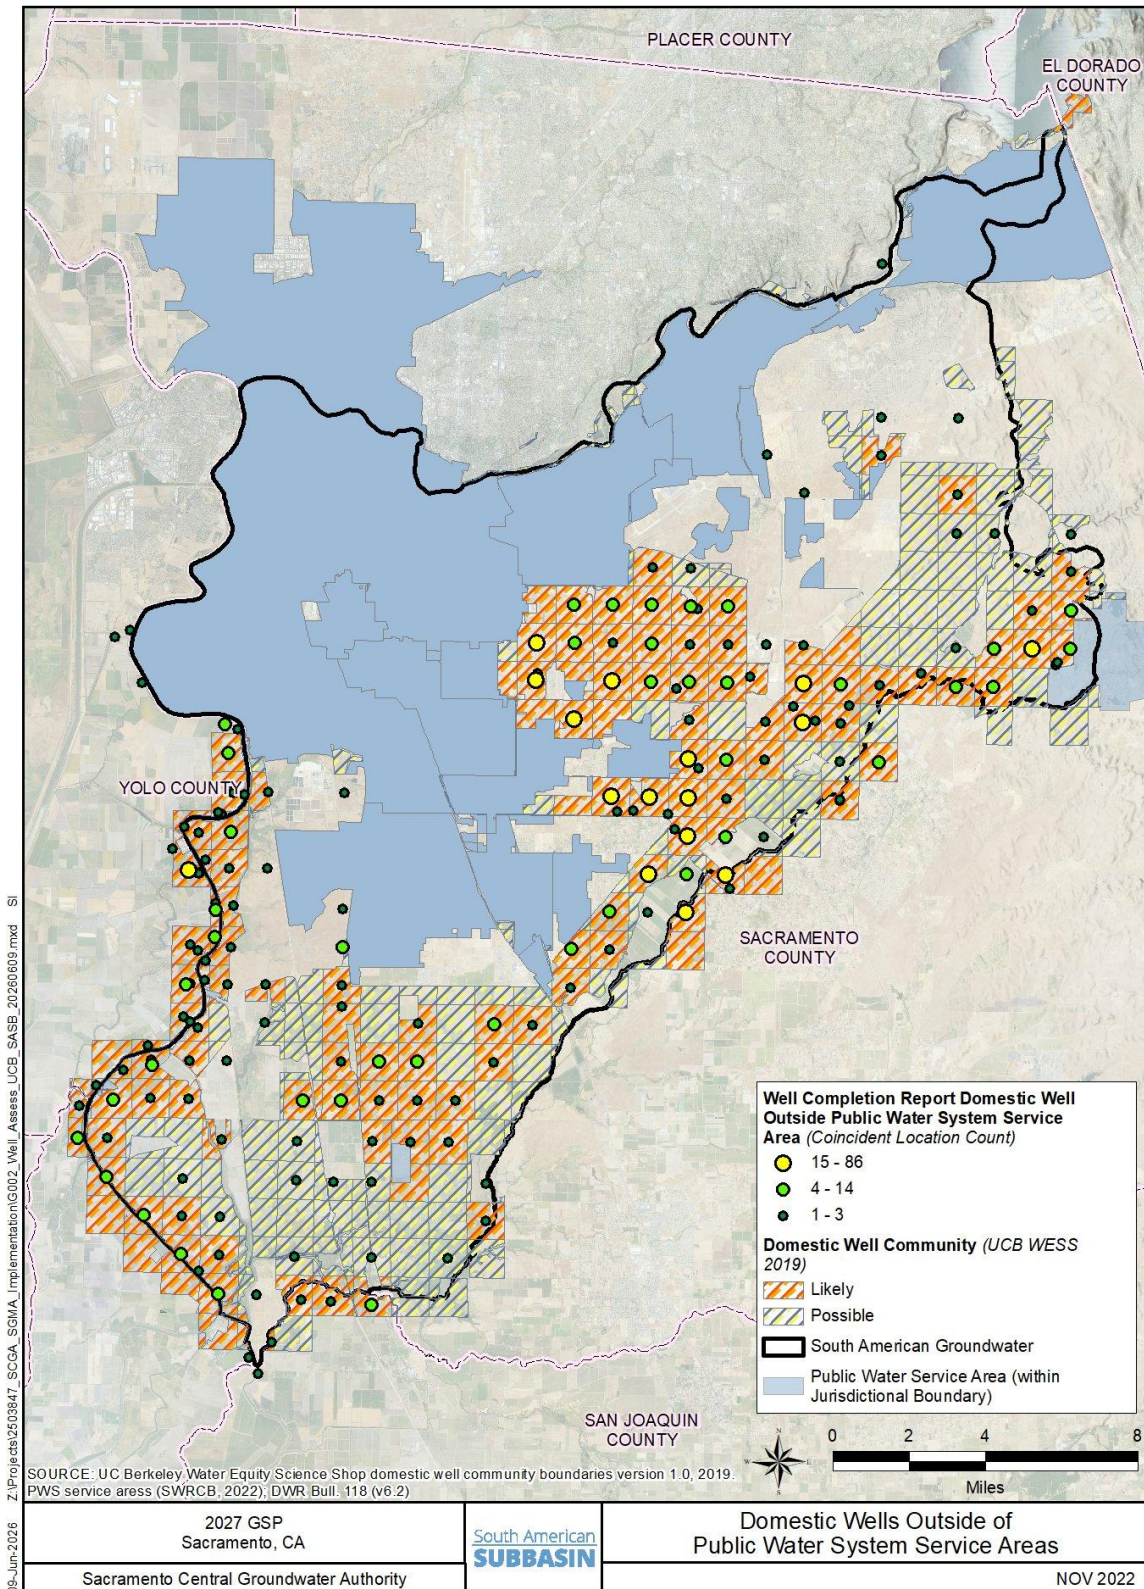 PLACER COUNTY
EL DORADO
COUNTY
YOLO COUNTY
SACRAMENTO
COUNTY
SAN JOAQUIN
COUNTY
Well Completion Report Domestic Well
Outside Public Water System Service
Area (Coincident Location Count)
15 - 86
4 - 14
1 - 3
Domestic Well Community (UCB WESS
2019)
Likely
Possible
South American Groundwater
Public Water Service Area (within
Jurisdictional Boundary)
0 2 4 8
Miles
N
E
S
W
SOURCE: UC Berkeley Water Equity Science Shop domestic well community boundaries version 1.0, 2019.
PWS service aress (SWRCB, 2022); DWR Bull. 118 (v6.2)
09-Jun-2026 Z:\Projects\2503847_SCGA_SGMA_Implementation\G002_Well_Assess_UCB_SASB_20260609.mxd SI
2027 GSP
Sacramento, CA
Sacramento Central Groundwater Authority
South American
SUBBASIN
Domestic Wells Outside of
Public Water System Service Areas
NOV 2022